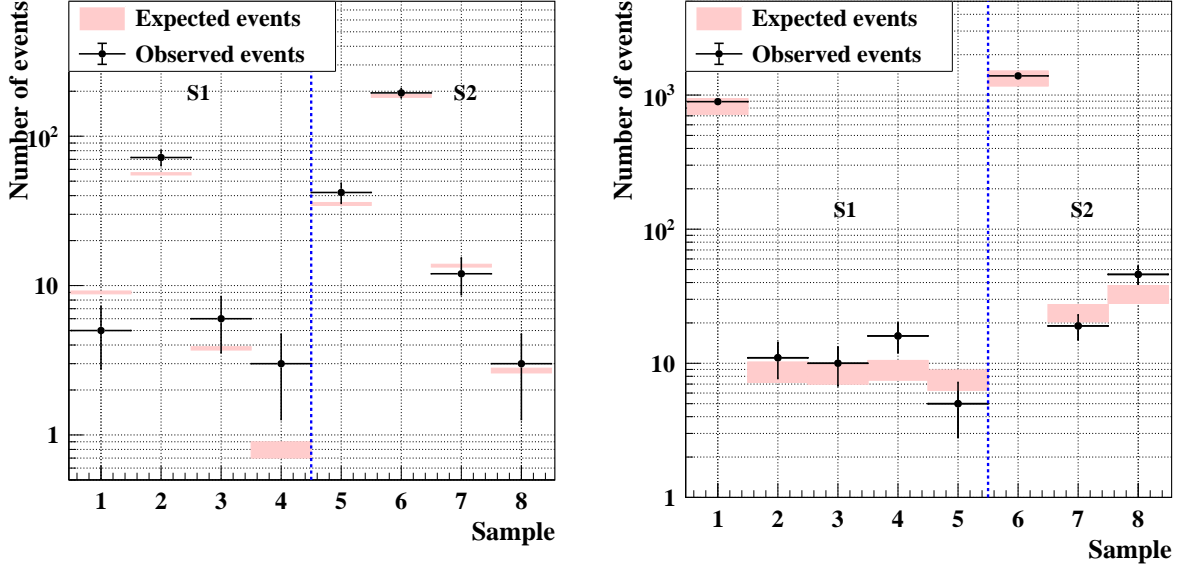 Number of events
Expected events
Observed events
S1
S2
10²
10
1
1 2 3 4 5 6 7 8
Sample
Number of events
Expected events
Observed events
10³
S1
S2
10²
10
1
1 2 3 4 5 6 7 8
Sample